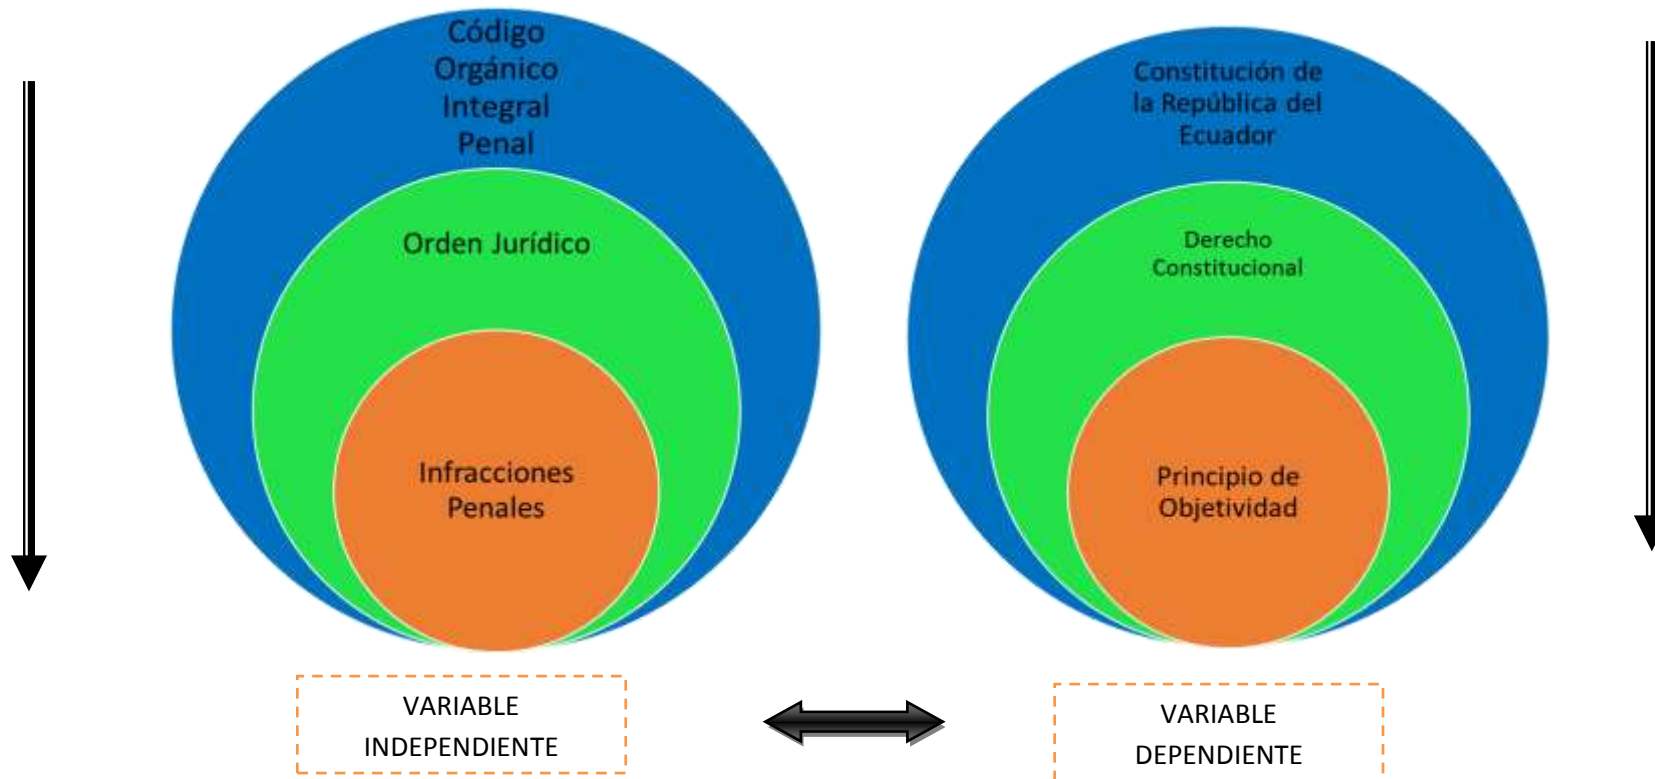 Código
Orgánico
Integral
Penal
Orden Jurídico
Infracciones
Penales
Constitución de
la República del
Ecuador
Derecho
Constitucional
Principio de
Objetividad
VARIABLE
INDEPENDIENTE
VARIABLE
DEPENDIENTE